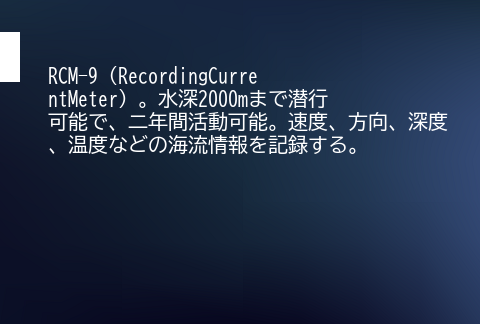 RCM-9（RecordingCurre
ntMeter）。水深2000mまで潜行
可能で、二年間活動可能。速度、方向、深度
、温度などの海流情報を記録する。